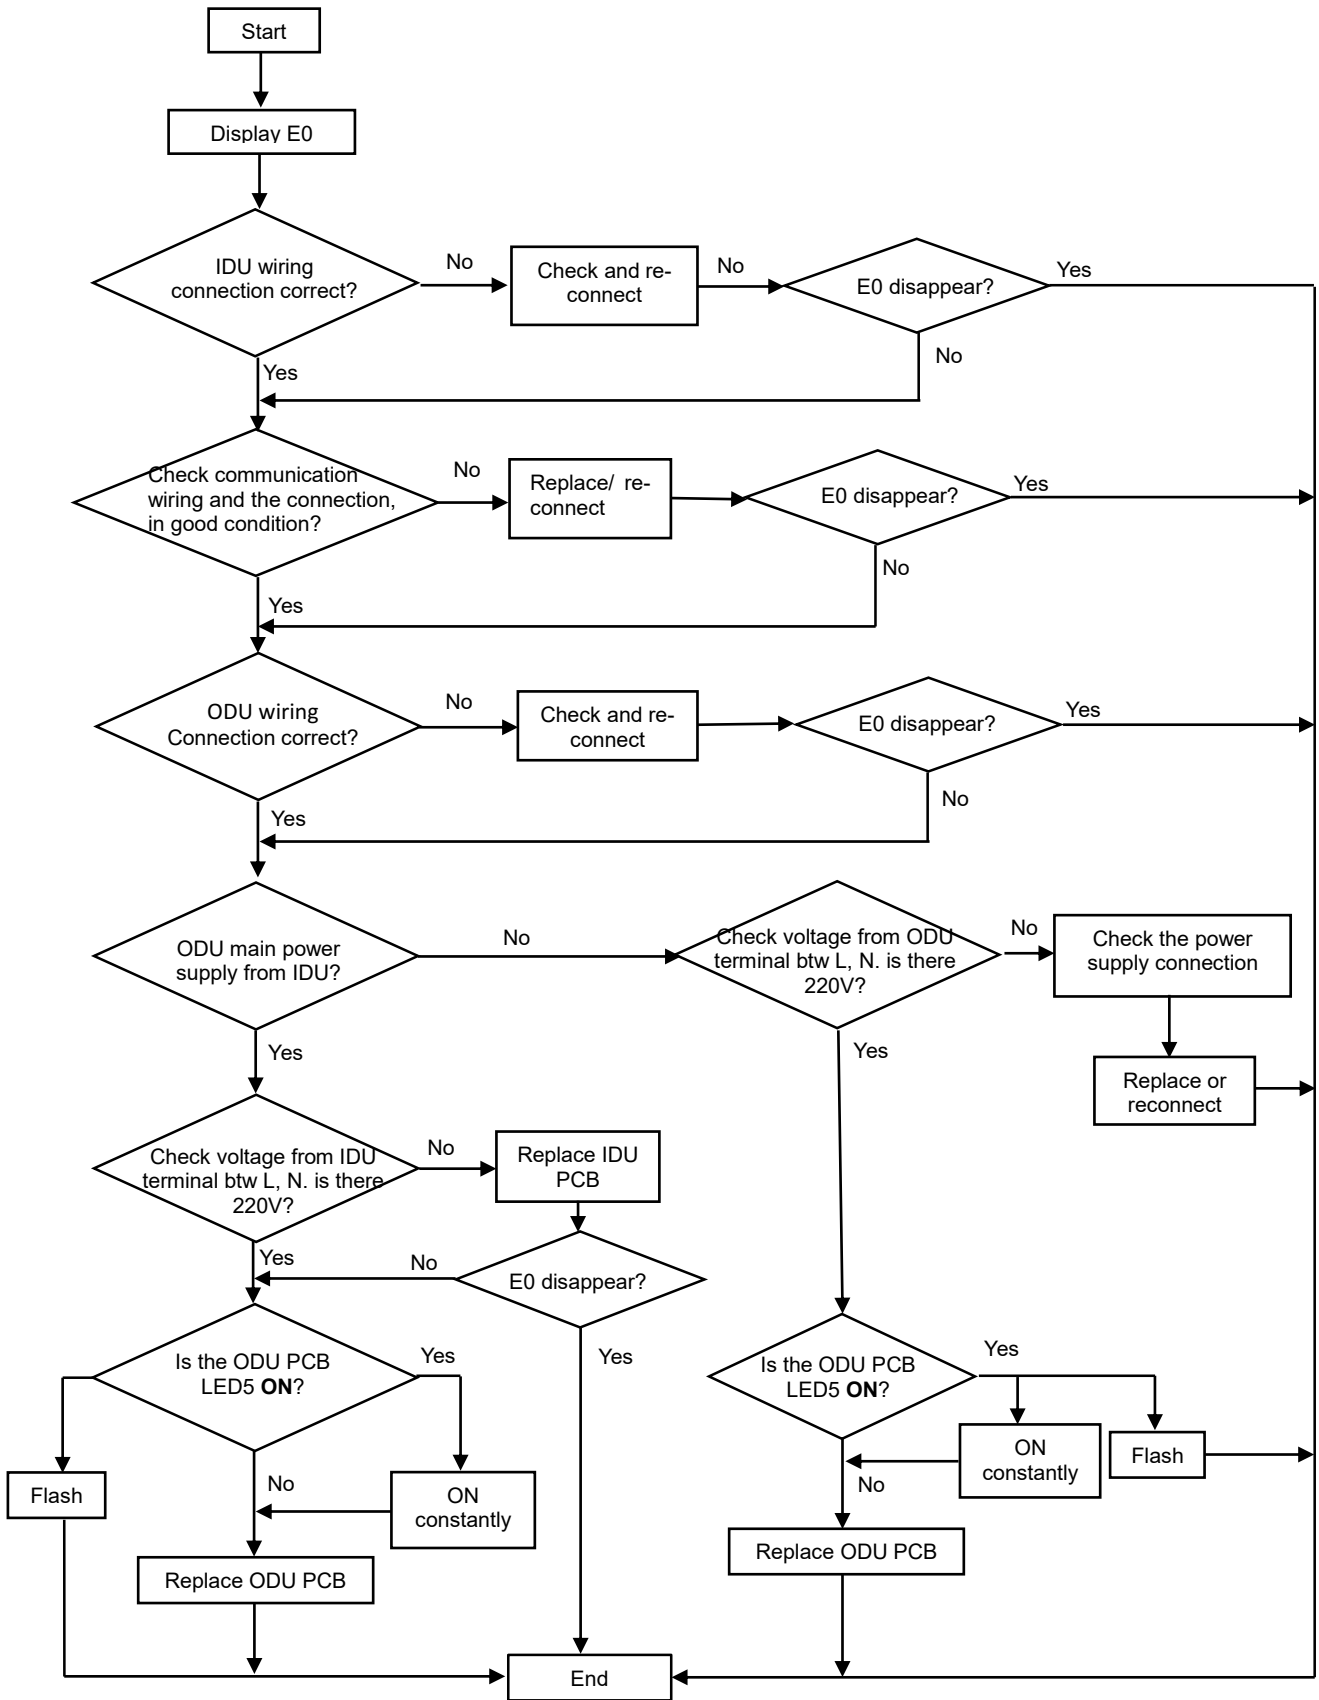 Start
Display E0
IDU wiring
connection correct?
No
Check and re-
connect
No
E0 disappear?
Yes
No
Yes
Check communication
wiring and the connection,
in good condition?
No
Replace/ re-
connect
E0 disappear?
Yes
No
Yes
ODU wiring
Connection correct?
No
Check and re-
connect
E0 disappear?
Yes
No
Yes
ODU main power
supply from IDU?
No
Check voltage from ODU
terminal btw L, N. is there
220V?
No
Check the power
supply connection
Yes
Yes
Replace or
reconnect
Check voltage from IDU
terminal btw L, N. is there
220V?
No
Replace IDU
PCB
Yes
No
E0 disappear?
Yes
Is the ODU PCB
LED5 ON?
Yes
Is the ODU PCB
LED5 ON?
Yes
Flash
No
ON
constantly
No
ON
constantly
Flash
Replace ODU PCB
Replace ODU PCB
End